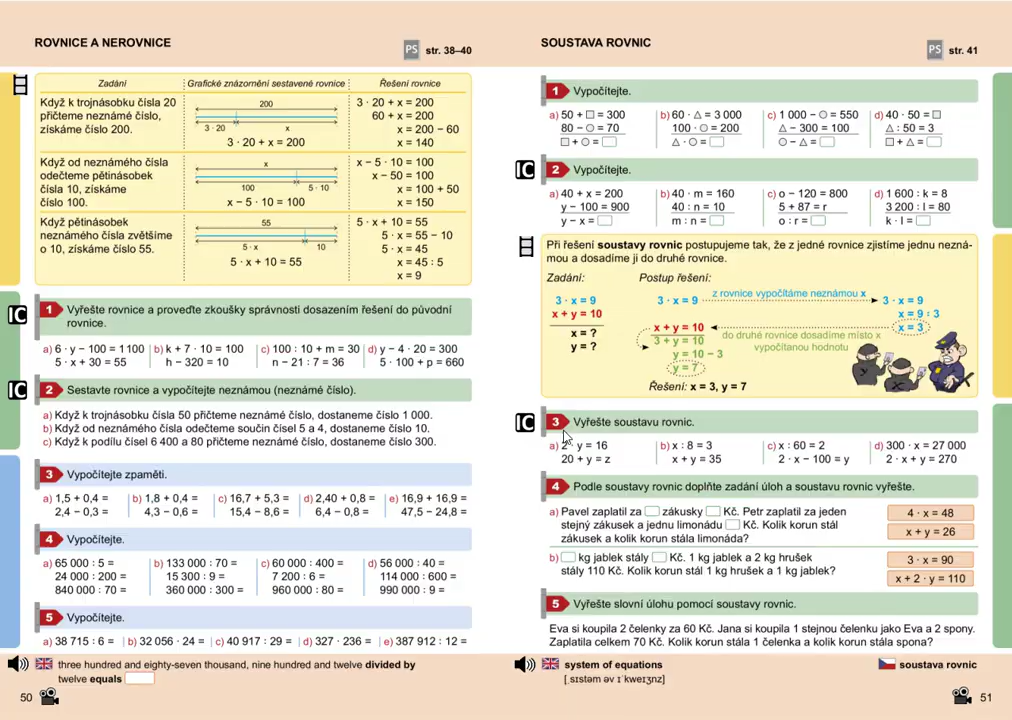 ROVNICE A NEROVNICE
PS str. 38–40
Zadání Grafické znázornění sestavené rovnice Řešení rovnice
Když k trojnásobku čísla 20
přičteme neznámé číslo,
získáme číslo 200.
200
3 · 20 x
3 · 20 + x = 200
3 · 20 + x = 200
60 + x = 200
x = 200 − 60
x = 140
Když od neznámého čísla
odečteme pětinásobek
čísla 10, získáme
číslo 100.
x
100 5 · 10
x − 5 · 10 = 100
x − 5 · 10 = 100
x − 50 = 100
x = 100 + 50
x = 150
Když pětinásobek
neznámého čísla zvětšíme
o 10, získáme číslo 55.
55
5 · x 10
5 · x + 10 = 55
5 · x + 10 = 55
5 · x = 55 − 10
5 · x = 45
x = 45 : 5
x = 9
IC 1 Vyřešte rovnice a proveďte zkoušky správnosti dosazením řešení do původní
rovnice.
a) 6 · y − 100 = 1 100 b) k + 7 · 10 = 100 c) 100 : 10 + m = 30 d) y − 4 · 20 = 300
5 · x + 30 = 55 h − 320 = 10 n − 21 : 7 = 36 5 · 100 + p = 660
IC 2 Sestavte rovnice a vypočítejte neznámou (neznámé číslo).
a) Když k trojnásobku čísla 50 přičteme neznámé číslo, dostaneme číslo 1 000.
b) Když od neznámého čísla odečteme součin čísel 5 a 4, dostaneme číslo 10.
c) Když k podílu čísel 6 400 a 80 přičteme neznámé číslo, dostaneme číslo 300.
3 Vypočítejte zpaměti.
a) 1,5 + 0,4 = b) 1,8 + 0,4 = c) 16,7 + 5,3 = d) 2,40 + 0,8 = e) 16,9 + 16,9 =
2,4 − 0,3 = 4,3 − 0,6 = 15,4 − 8,6 = 6,4 − 0,8 = 47,5 − 24,8 =
4 Vypočítejte.
a) 65 000 : 5 = b) 133 000 : 70 = c) 60 000 : 400 = d) 56 000 : 40 =
24 000 : 200 = 15 300 : 9 = 7 200 : 6 = 114 000 : 600 =
840 000 : 70 = 360 000 : 300 = 960 000 : 80 = 990 000 : 9 =
5 Vypočítejte.
a) 38 715 : 6 = b) 32 056 · 24 = c) 40 917 : 29 = d) 327 · 236 = e) 387 912 : 12 =
three hundred and eighty-seven thousand, nine hundred and twelve divided by
twelve equals
50
SOUSTAVA ROVNIC
PS str. 41
1 Vypočítejte.
a) 50 + □ = 300 b) 60 · △ = 3 000 c) 1 000 − ○ = 550 d) 40 · 50 = □
80 − ○ = 70 100 · ○ = 200 △ − 300 = 100 △ : 50 = 3
□ + ○ = △ · ○ = ○ − △ = □ + △ =
IC 2 Vypočítejte.
a) 40 + x = 200 b) 40 · m = 160 c) o − 120 = 800 d) 1 600 : k = 8
y − 100 = 900 40 : n = 10 5 + 87 = r 3 200 : l = 80
y − x = m : n = o : r = k · l =
Při řešení soustavy rovnic postupujeme tak, že z jedné rovnice zjistíme jednu nezná-
mou a dosadíme ji do druhé rovnice.
Zadání: Postup řešení:
3 · x = 9
x + y = 10
x = ?
y = ?
3 · x = 9 z rovnice vypočítáme neznámou x 3 · x = 9
x = 9 : 3
x = 3
x + y = 10 do druhé rovnice dosadíme místo x
vypočítanou hodnotu
3 + y = 10
y = 10 − 3
y = 7
Řešení: x = 3, y = 7
IC 3 Vyřešte soustavu rovnic.
a) 2 · y = 16 b) x : 8 = 3 c) x : 60 = 2 d) 300 · x = 27 000
20 + y = z x + y = 35 2 · x − 100 = y 2 · x + y = 270
4 Podle soustavy rovnic doplňte zadání úloh a soustavu rovnic vyřešte.
a) Pavel zaplatil za □ zákusky □ Kč. Petr zaplatil za jeden
stejný zákusek a jednu limonádu □ Kč. Kolik korun stál
zákusek a kolik korun stála limonáda?
4 · x = 48
x + y = 26
b) □ kg jablek stály □ Kč. 1 kg jablek a 2 kg hrušek
stály 110 Kč. Kolik korun stál 1 kg hrušek a 1 kg jablek?
3 · x = 90
x + 2 · y = 110
5 Vyřešte slovní úlohu pomocí soustavy rovnic.
Eva si koupila 2 čelenky za 60 Kč. Jana si koupila 1 stejnou čelenku jako Eva a 2 spony.
Zaplatila celkem 70 Kč. Kolik korun stála 1 čelenka a kolik korun stála spona?
system of equations
[ˌsɪstəm əv ɪˈkweɪʒnz]
soustava rovnic
51